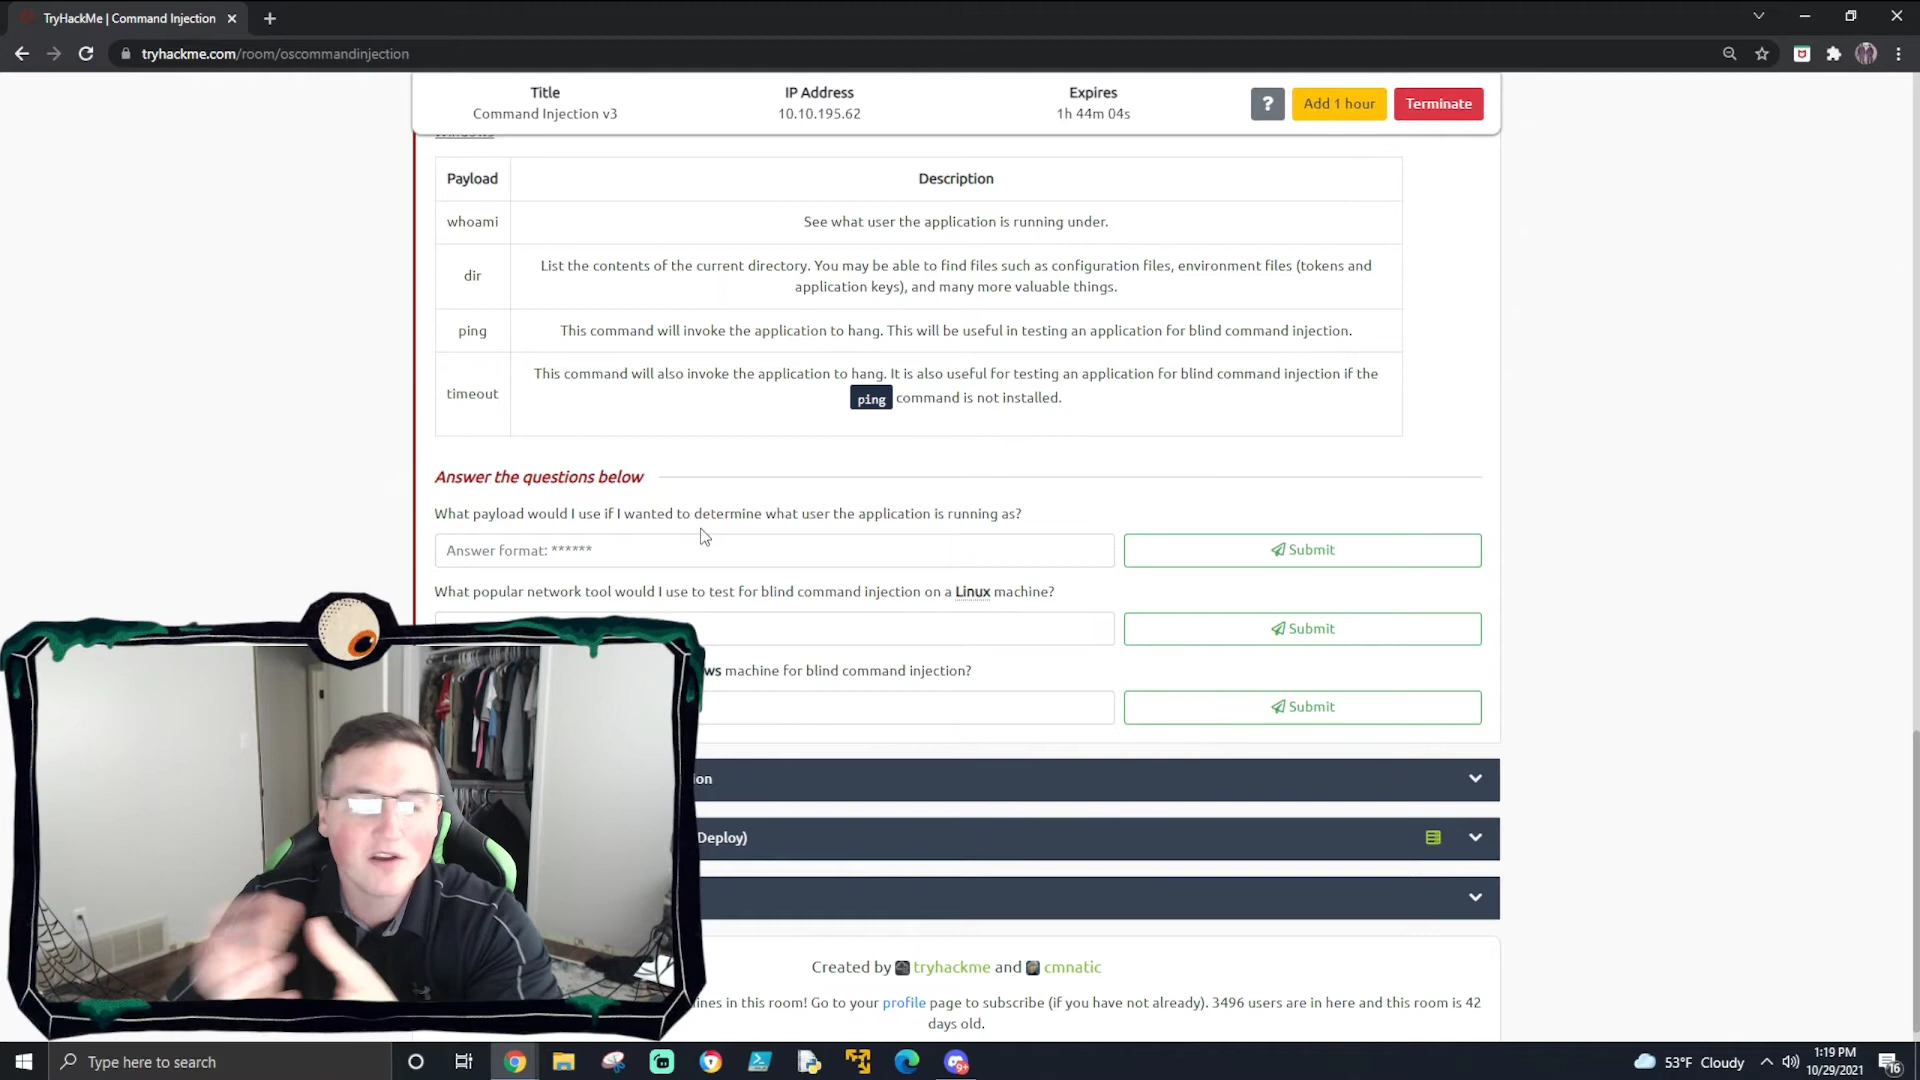 TryHackMe | Command Injection
tryhackme.com/room/oscommandinjection
Title
Command Injection v3
IP Address
10.10.195.62
Expires
1h 44m 04s
?
Add 1 hour
Terminate
Windows
Payload
Description
whoami
See what user the application is running under.
dir
List the contents of the current directory. You may be able to find files such as configuration files, environment files (tokens and
application keys), and many more valuable things.
ping
This command will invoke the application to hang. This will be useful in testing an application for blind command injection.
timeout
This command will also invoke the application to hang. It is also useful for testing an application for blind command injection if the
ping command is not installed.
Answer the questions below
What payload would I use if I wanted to determine what user the application is running as?
Answer format: ******
Submit
What popular network tool would I use to test for blind command injection on a Linux machine?
Submit
ws machine for blind command injection?
Submit
ion
Deploy)
Created by tryhackme and cmnatic
ines in this room! Go to your profile page to subscribe (if you have not already). 3496 users are in here and this room is 42
days old.
Type here to search
9+
53°F Cloudy
1:19 PM
10/29/2021
16